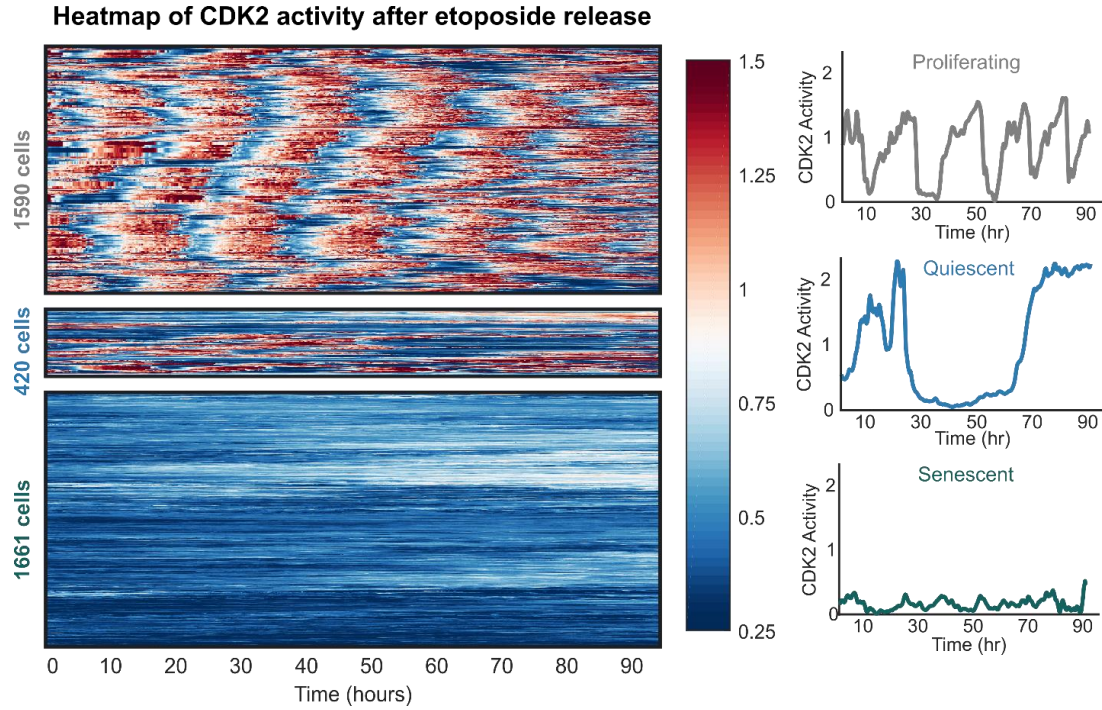 Heatmap of CDK2 activity after etoposide release
1590 cells
420 cells
1661 cells
0 10 20 30 40 50 60 70 80 90
Time (hours)
1.5
1.25
1
0.75
0.5
0.25
Proliferating
CDK2 Activity
2
1
0
10 30 50 70 90
Time (hr)
Quiescent
CDK2 Activity
2
1
0
10 30 50 70 90
Time (hr)
Senescent
CDK2 Activity
2
1
0
10 30 50 70 90
Time (hr)